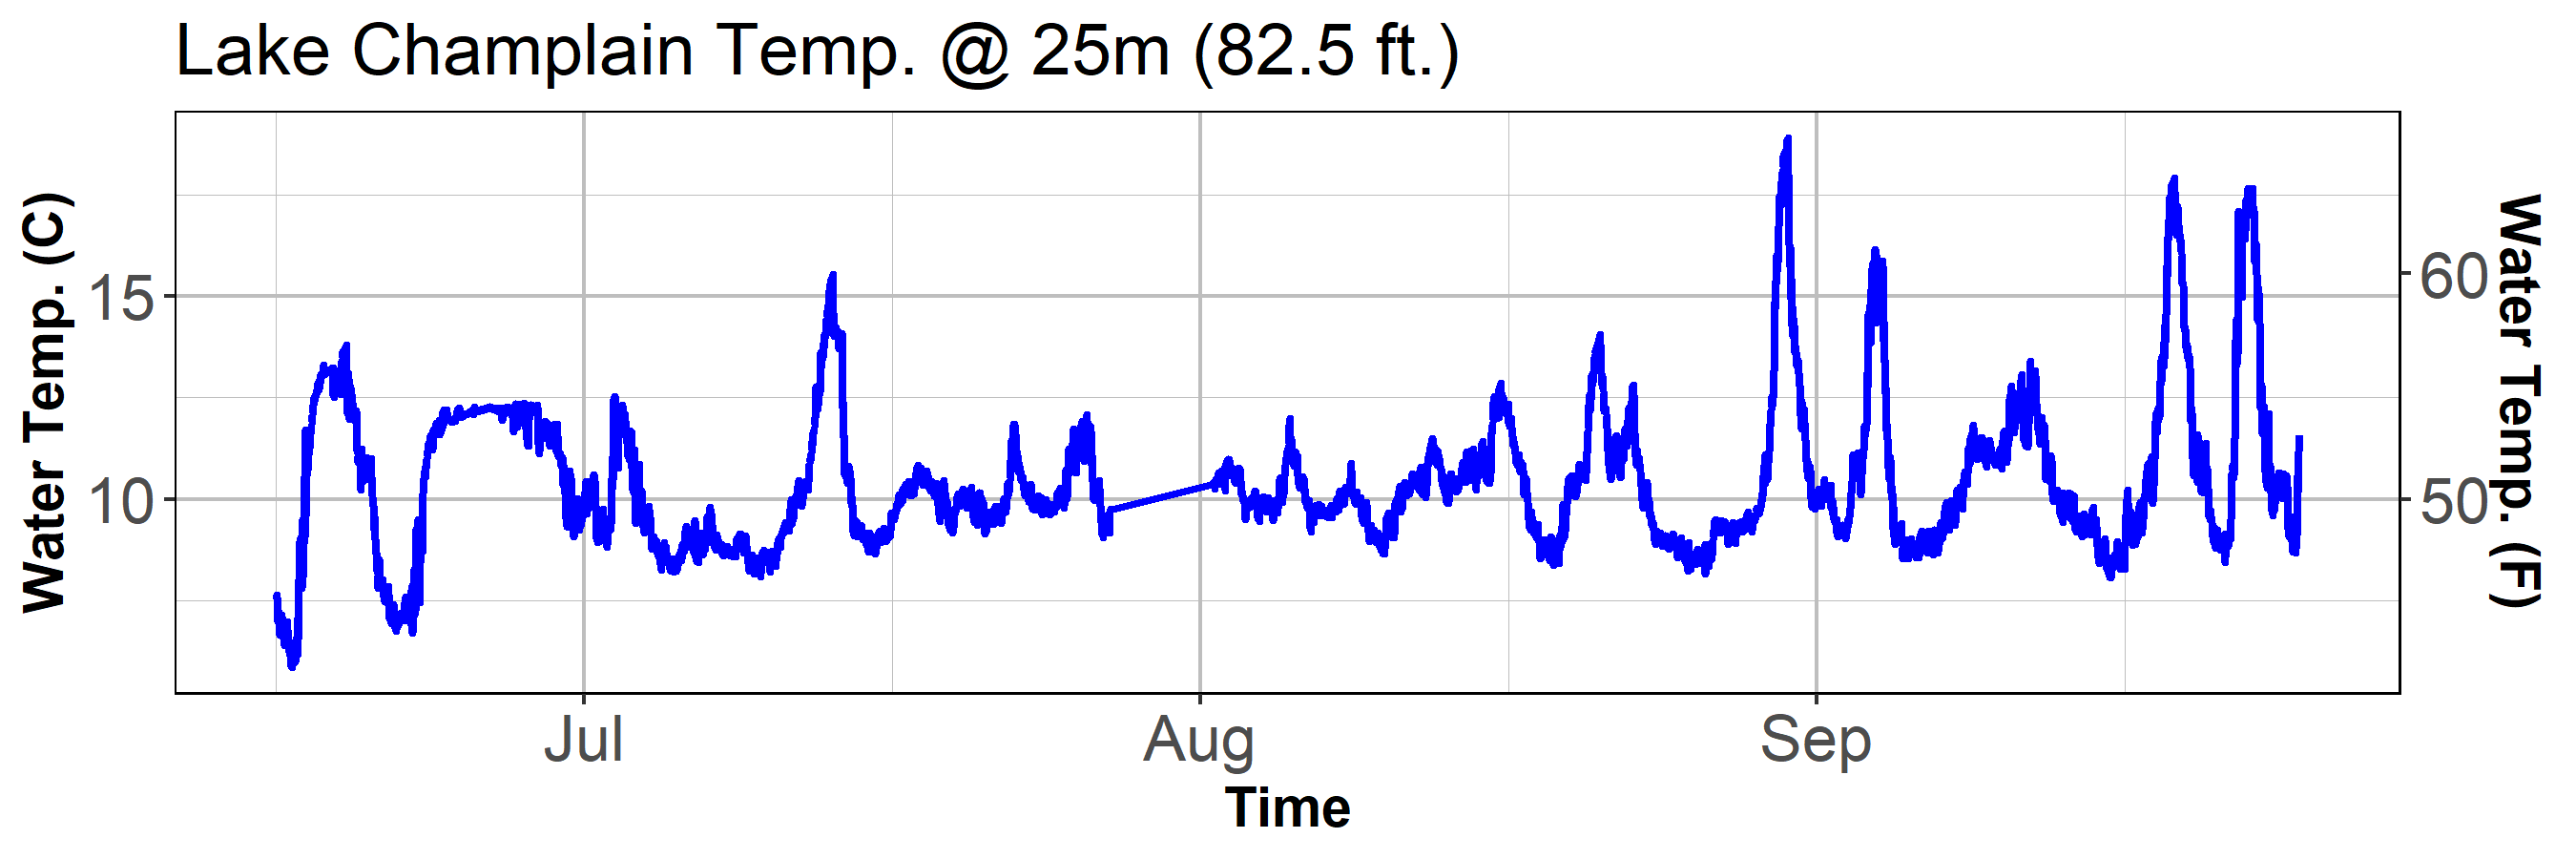 Lake Champlain Temp. @ 25m (82.5 ft.)
Water Temp. (C)
15
10
60
50
Water Temp. (F)
Jul
Aug
Sep
Time